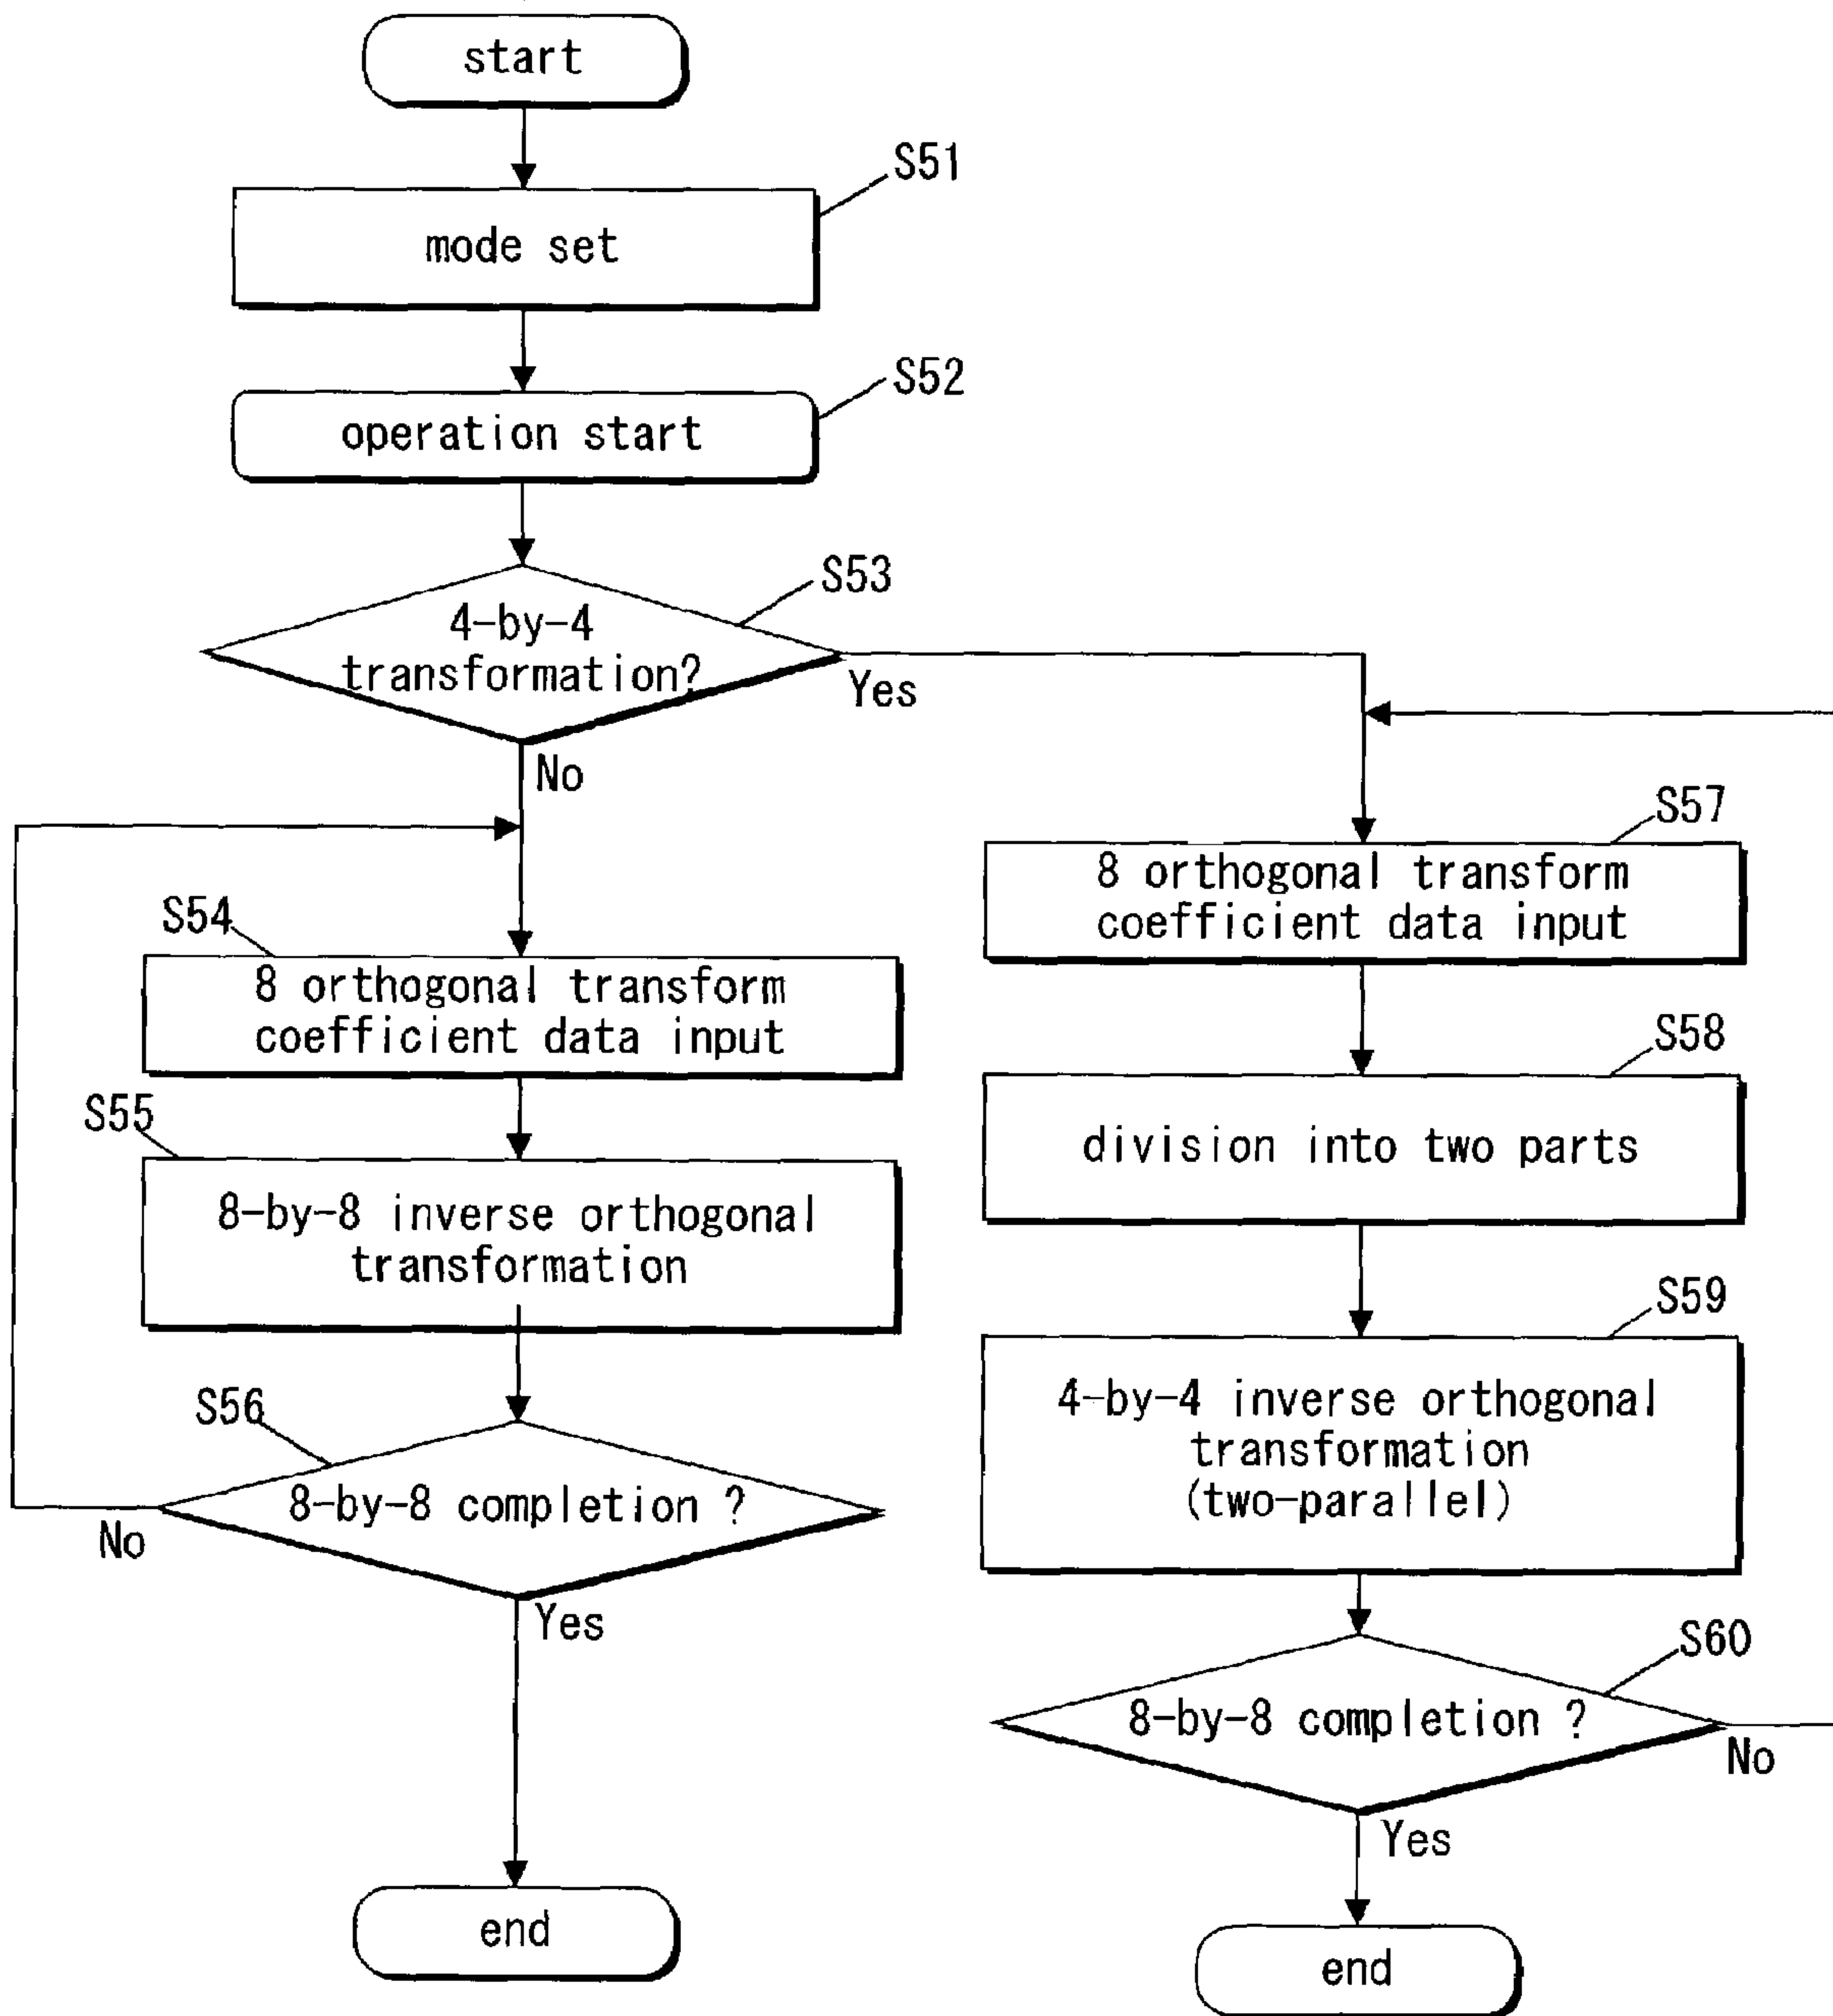 start
S51
mode set
S52
operation start
S53
4-by-4
transformation?
Yes
No
S54
8 orthogonal transform
coefficient data input
S55
8-by-8 inverse orthogonal
transformation
S56
8-by-8 completion ?
No
Yes
end
S57
8 orthogonal transform
coefficient data input
S58
division into two parts
S59
4-by-4 inverse orthogonal
transformation
(two-parallel)
S60
8-by-8 completion ?
No
Yes
end